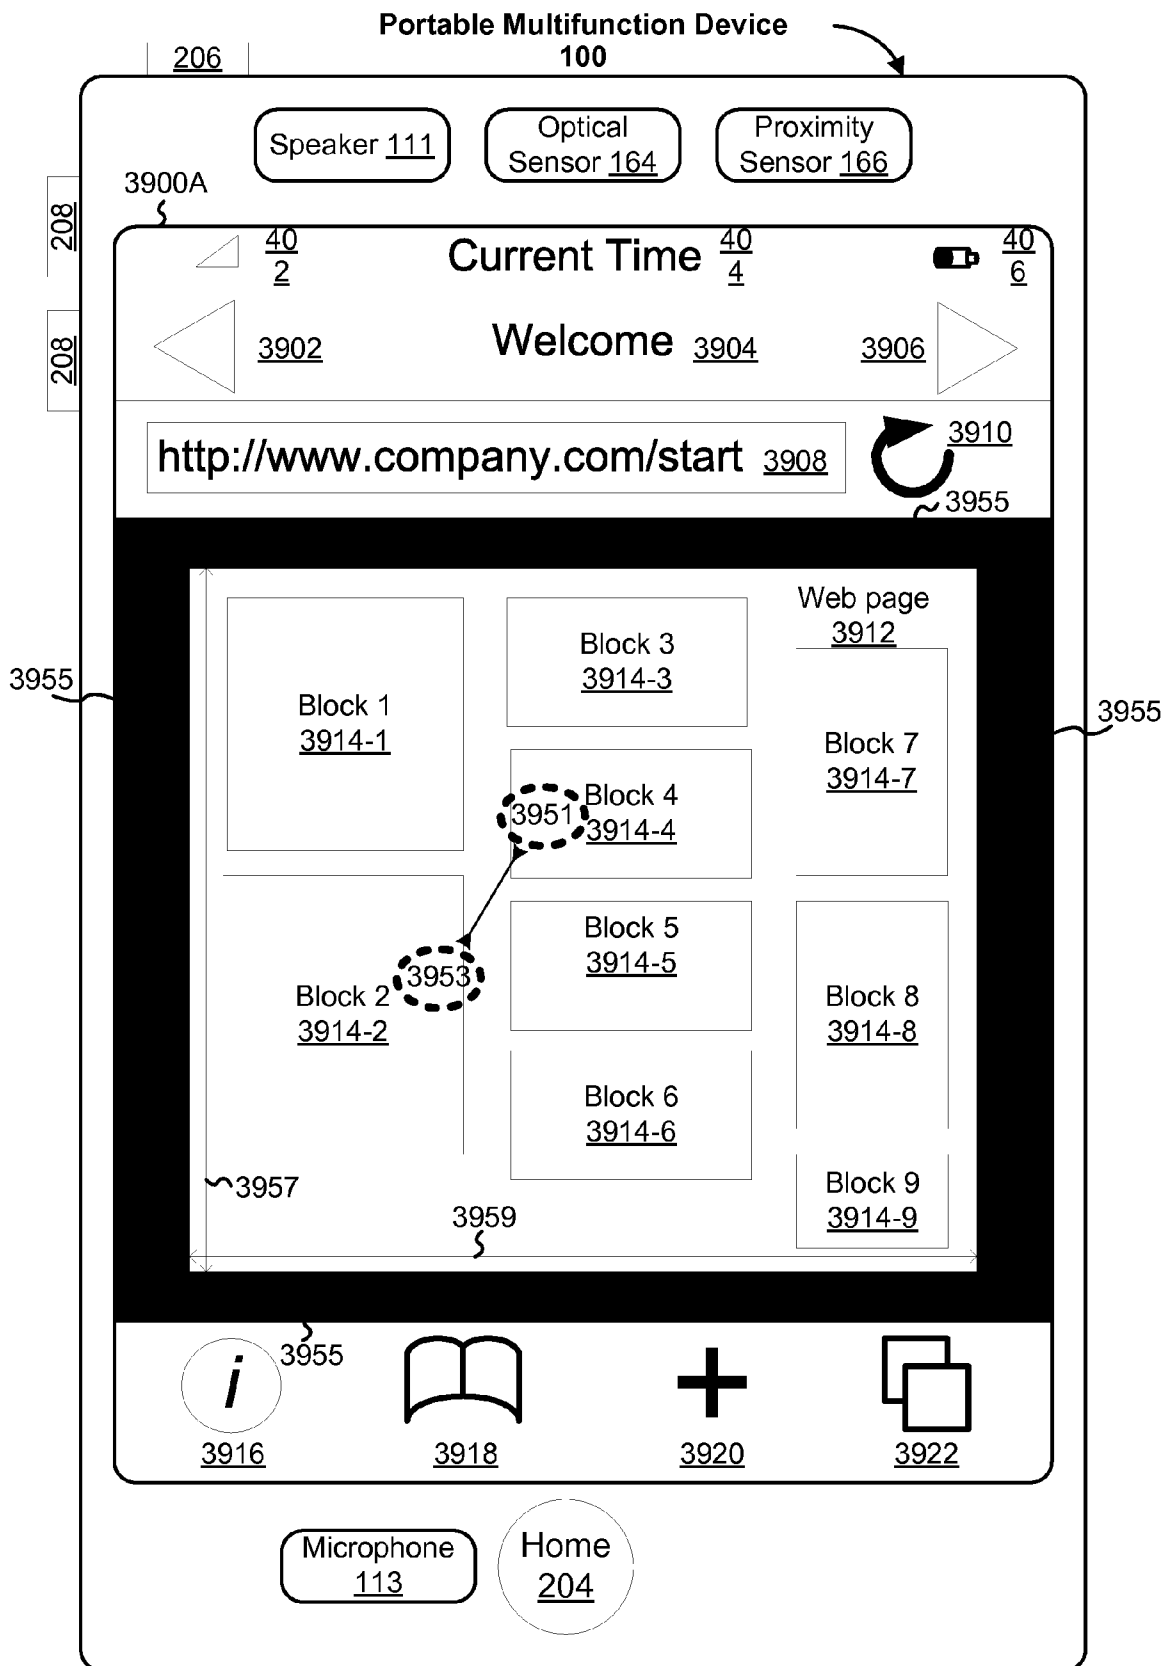 Portable Multifunction Device
100
206
Speaker 111
Optical
Sensor 164
Proximity
Sensor 166
3900A
208
208
40
2
Current Time
40
4
40
6
3902
Welcome 3904
3906
http://www.company.com/start 3908
3910
3955
Web page
3912
Block 1
3914-1
Block 3
3914-3
3955
3955
Block 7
3914-7
3951
Block 4
3914-4
Block 5
3914-5
3953
Block 2
3914-2
Block 8
3914-8
Block 6
3914-6
3957
Block 9
3914-9
3959
3955
i
3916
3918
3920
3922
Microphone
113
Home
204